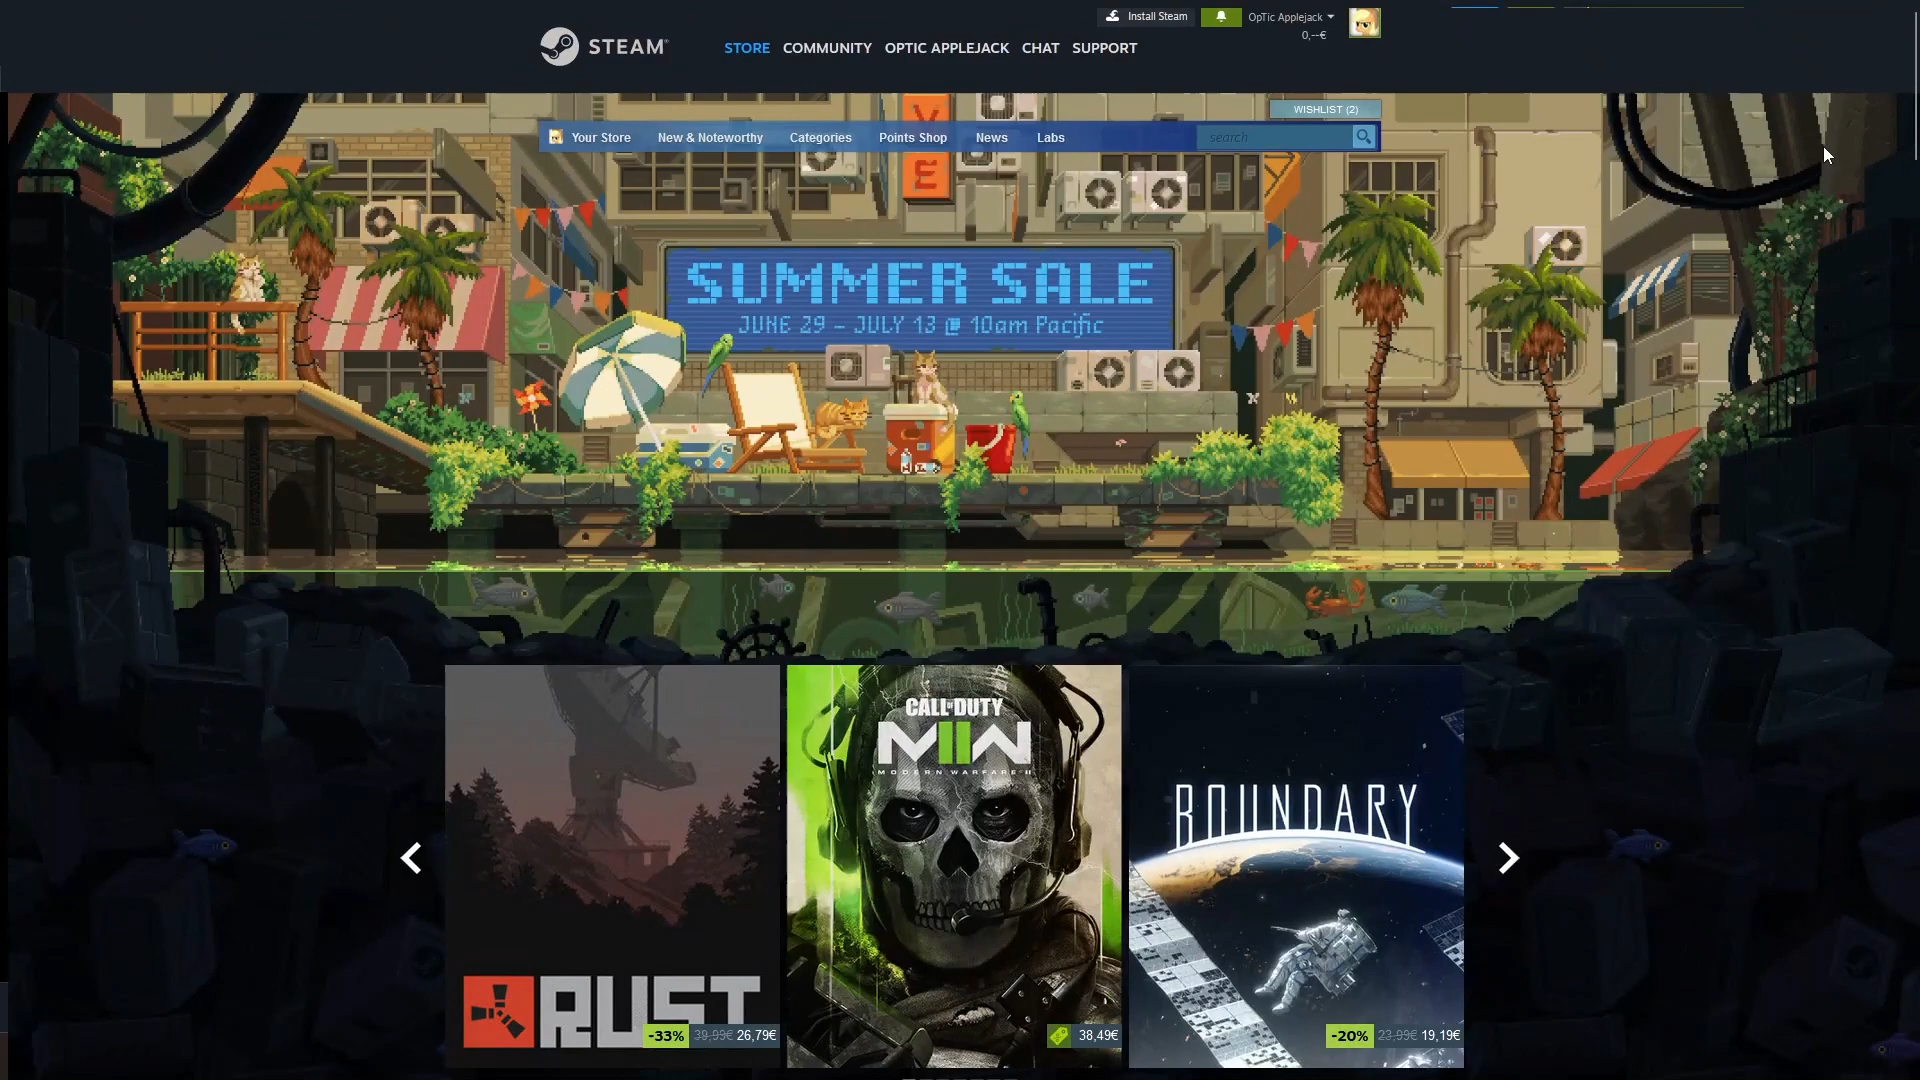 Install Steam
OpTic Applejack
0,--€
STEAM®
STORE COMMUNITY OPTIC APPLEJACK CHAT SUPPORT
WISHLIST (2)
Your Store New & Noteworthy Categories Points Shop News Labs search
V
E
SUMMER SALE
JUNE 29 - JULY 13 @ 10am Pacific
CALL OF DUTY
MIIW
MODERN WARFARE II
BOUNDARY
RUST
-33% 39,99€ 26,79€
38,49€
-20% 23,99€ 19,19€